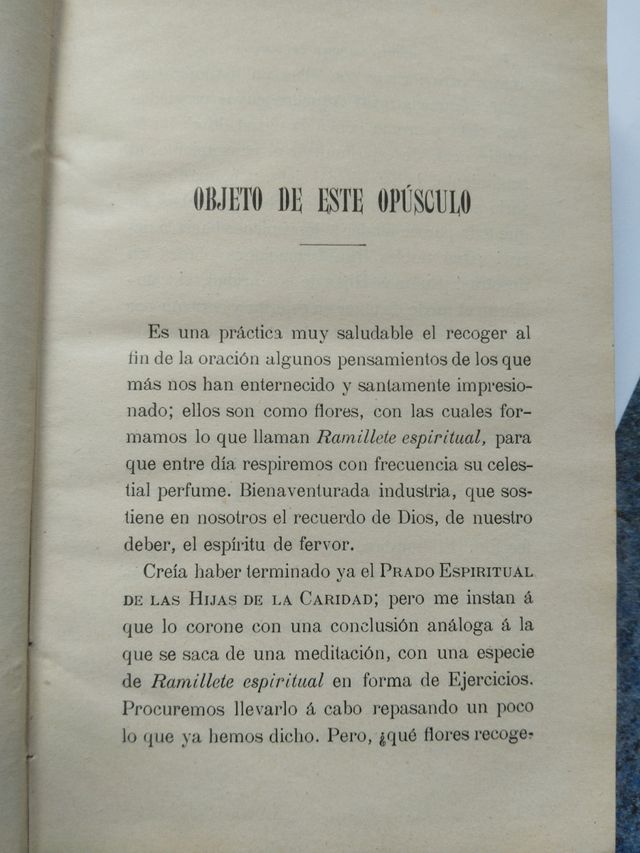 OBJETO DE ESTE OPÚSCULO
Es una práctica muy saludable el recoger al
fin de la oración algunos pensamientos de los que
más nos han enternecido y santamente impresio-
nado; ellos son como flores, con las cuales for-
mamos lo que llaman Ramillete espiritual, para
que entre día respiremos con frecuencia su celes-
tial perfume. Bienaventurada industria, que sos-
tiene en nosotros el recuerdo de Dios, de nuestro
deber, el espíritu de fervor.
Creía haber terminado ya el PRADO ESPIRITUAL
DE LAS HIJAS DE LA CARIDAD; pero me instan á
que lo corone con una conclusión análoga á la
que se saca de una meditación, con una especie
de Ramillete espiritual en forma de Ejercicios.
Procuremos llevarlo á cabo repasando un poco
lo que ya hemos dicho. Pero, ¿qué flores recoge-